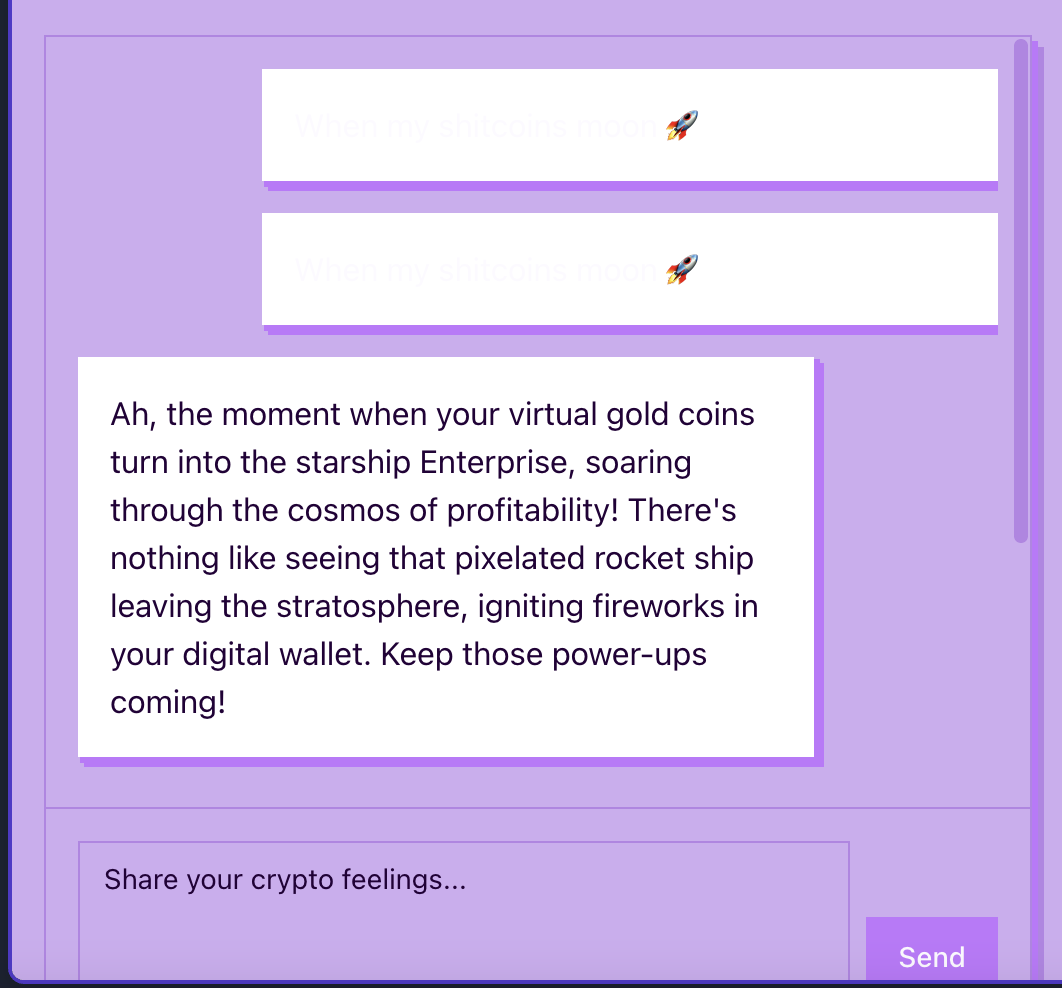 When my shitcoins moon 🚀
When my shitcoins moon 🚀
Ah, the moment when your virtual gold coins
turn into the starship Enterprise, soaring
through the cosmos of profitability! There's
nothing like seeing that pixelated rocket ship
leaving the stratosphere, igniting fireworks in
your digital wallet. Keep those power-ups
coming!
Share your crypto feelings...
Send